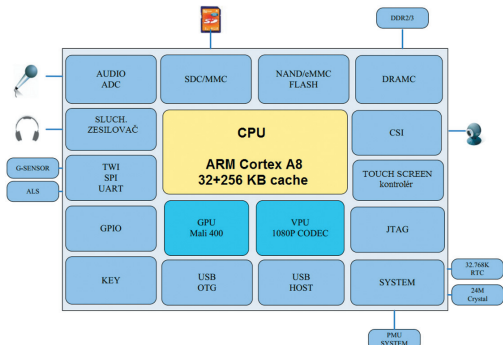 DDR2/3
AUDIO
ADC
SDC/MMC
NAND/eMMC
FLASH
DRAMC
SLUCH.
ZESILOVAČ
CPU
ARM Cortex A8
32+256 KB cache
CSI
G-SENSOR
ALS
TWI
SPI
UART
TOUCH SCREEN
kontrolér
GPIO
GPU
Mali 400
VPU
1080P CODEC
JTAG
KEY
USB
OTG
USB
HOST
SYSTEM
32.768K
RTC
24M
Crystal
PMU
SYSTEM